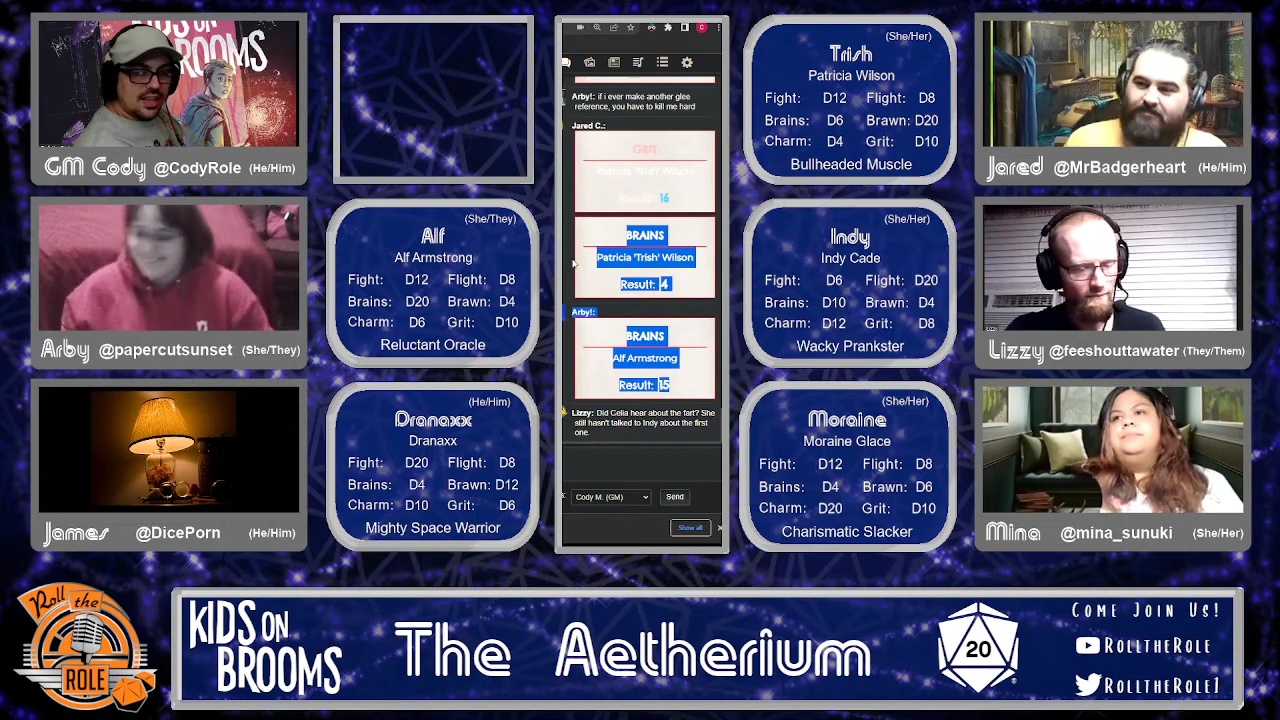 KIDS ON
BROOMS
GM Cody @CodyRole (He/Him)
Arby @papercutsunset (She/They)
James @DicePorn (He/Him)
(She/They)
Alf
Alf Armstrong
Fight: D12 Flight: D8
Brains: D20 Brawn: D4
Charm: D6 Grit: D10
Reluctant Oracle
(He/Him)
Dranaxx
Dranaxx
Fight: D20 Flight: D8
Brains: D4 Brawn: D12
Charm: D10 Grit: D6
Mighty Space Warrior
Arby!: if i ever make another glee
reference, you have to kill me hard
Jared C.:
GRIT
Patricia 'Trish' Wilson
Result: 16
BRAINS
Patricia 'Trish' Wilson
Result: 4
Arby!:
BRAINS
Alf Armstrong
Result: 15
Lizzy: Did Celia hear about the fart? She
still hasn't talked to Indy about the first
one.
Cody M. (GM) Send
Show all
(She/Her)
Trish
Patricia Wilson
Fight: D12 Flight: D8
Brains: D6 Brawn: D20
Charm: D4 Grit: D10
Bullheaded Muscle
(She/Her)
Indy
Indy Cade
Fight: D6 Flight: D20
Brains: D10 Brawn: D4
Charm: D12 Grit: D8
Wacky Prankster
(She/Her)
Moraine
Moraine Glace
Fight: D12 Flight: D8
Brains: D4 Brawn: D6
Charm: D20 Grit: D10
Charismatic Slacker
Jared @MrBadgerheart (He/Him)
Lizzy @feeshouttawater (They/Them)
Mina @mina_sunuki (She/Her)
Roll the
ROLE
KIDS ON
BROOMS
The Aetherium
20
Come Join Us!
RolltheRole
RolltheRole1